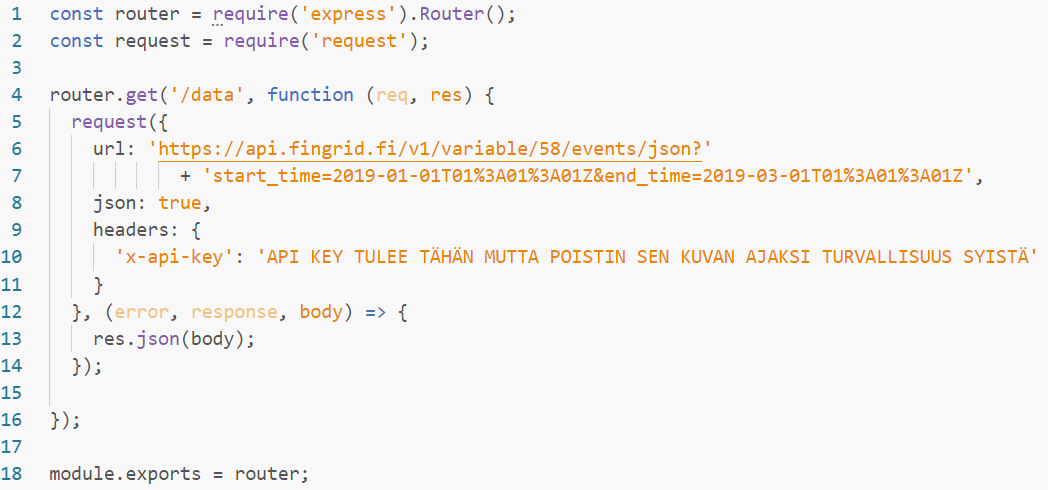 1 const router = require('express').Router();
2 const request = require('request');
3
4 router.get('/data', function (req, res) {
5   request({
6     url: 'https://api.fingrid.fi/v1/variable/58/events/json?'
7             + 'start_time=2019-01-01T01%3A01%3A01Z&end_time=2019-03-01T01%3A01%3A01Z',
8     json: true,
9     headers: {
10       'x-api-key': 'API KEY TULEE TÄHÄN MUTTA POISTIN SEN KUVAN AJAKSI TURVALLISUUS SYISTÄ'
11     }
12   }, (error, response, body) => {
13     res.json(body);
14   });
15
16 });
17
18 module.exports = router;